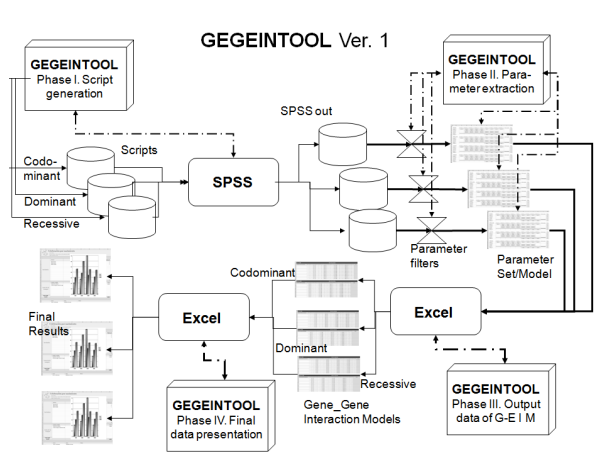 GEGEINTOOL Ver. 1
GEGEINTOOL
Phase I. Script
generation
GEGEINTOOL
Phase II. Para-
meter extraction
SPSS out
Scripts
Codo-
minant
SPSS
Dominant
Recessive
Parameter
filters
Parameter
Set/Model
Codominant
Excel
Excel
Final
Results
Dominant
Recessive
GEGEINTOOL
Phase IV. Final
data presentation
Gene_Gene
Interaction Models
GEGEINTOOL
Phase III. Output
data of G-E I M